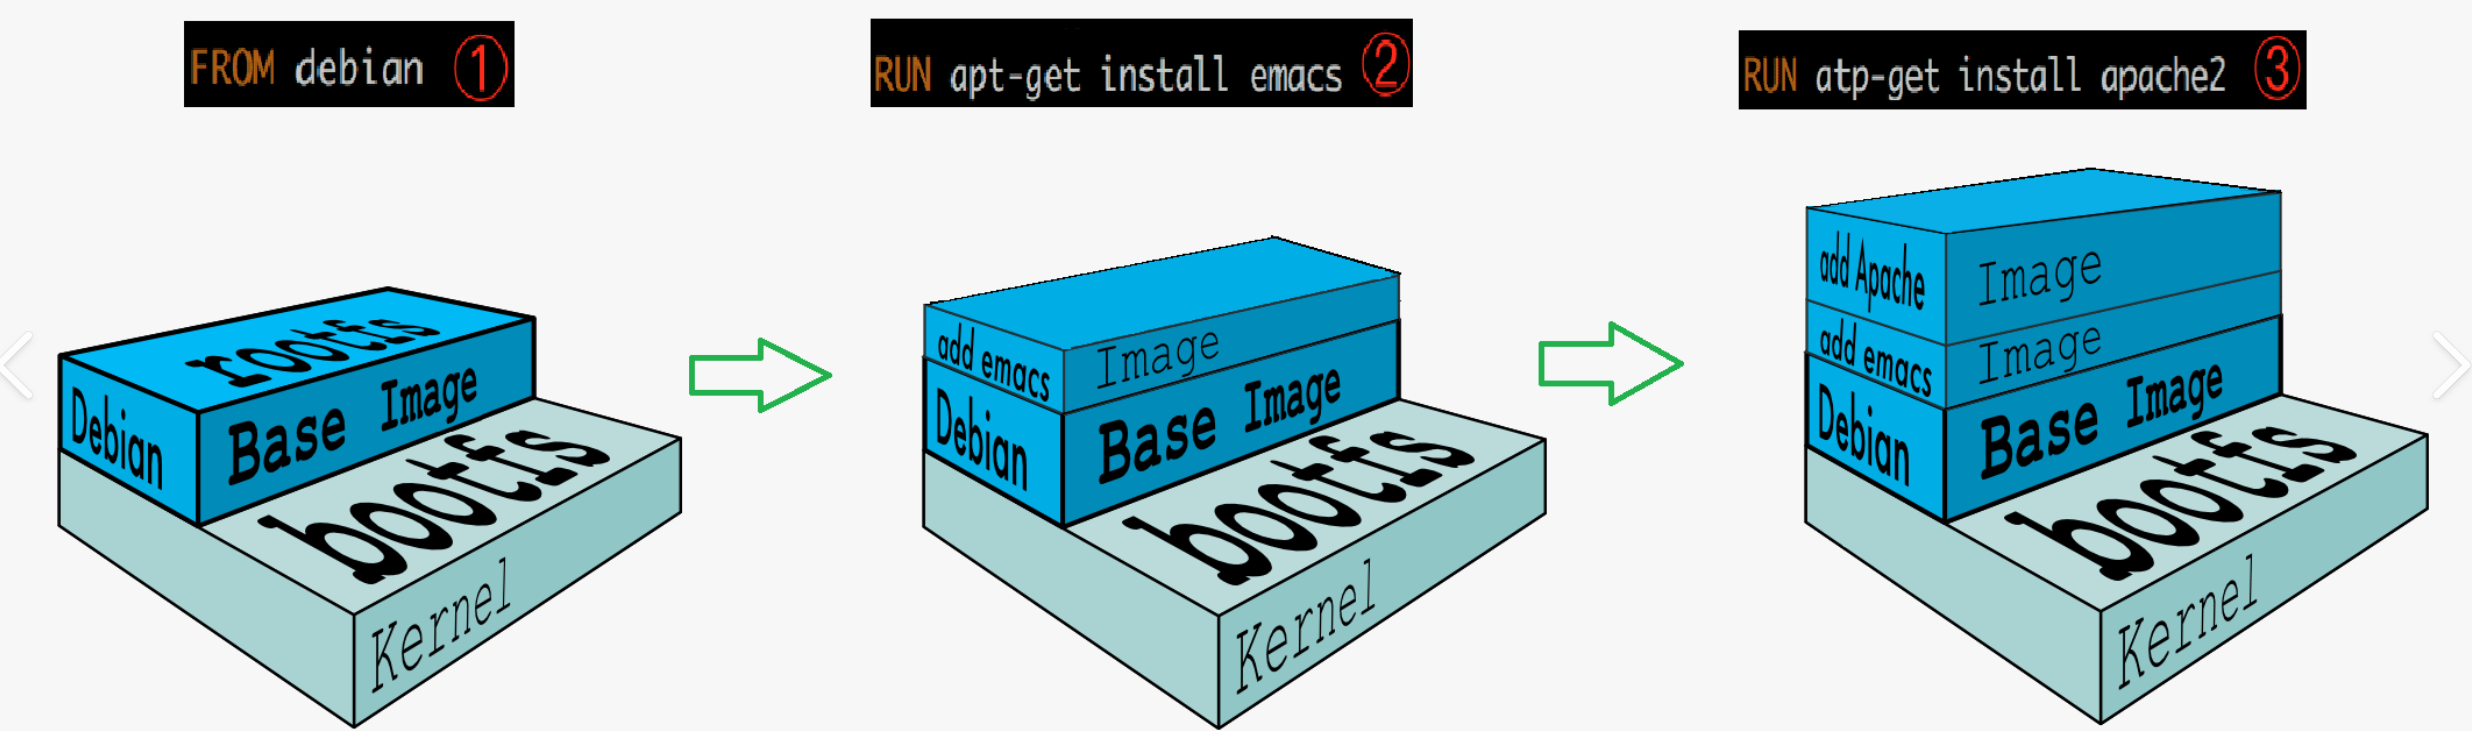 FROM debian ①
RUN apt-get install emacs ②
RUN atp-get install apache2 ③
rootfs
Debian
Base Image
bootfs
Kernel
add emacs
Image
Debian
Base Image
bootfs
Kernel
add Apache
Image
add emacs
Image
Debian
Base Image
bootfs
Kernel